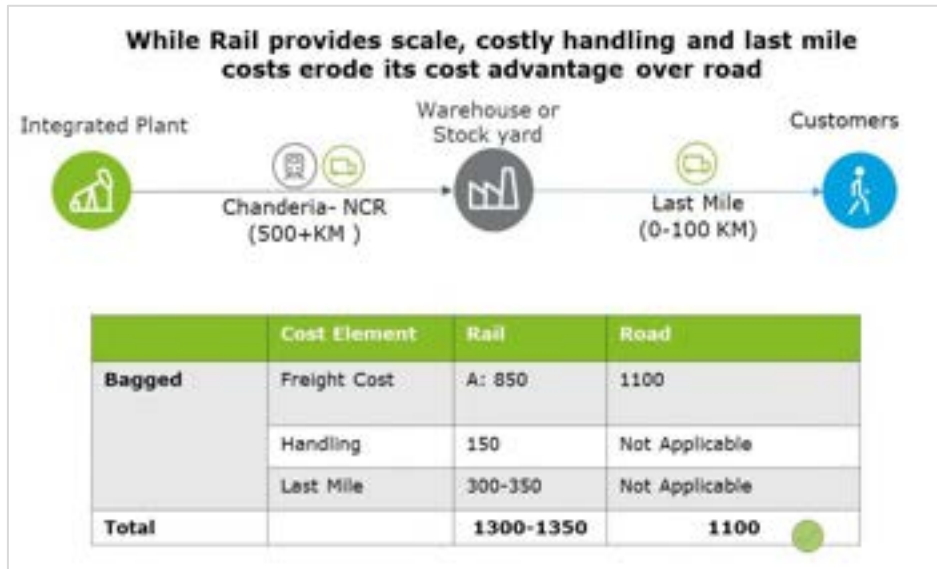 While Rail provides scale, costly handling and last mile
costs erode its cost advantage over road
Integrated Plant
Warehouse or
Stock yard
Customers
Chanderia- NCR
(500+KM )
Last Mile
(0-100 KM)
Cost Element Rail Road
Bagged Freight Cost A: 850 1100
Handling 150 Not Applicable
Last Mile 300-350 Not Applicable
Total 1300-1350 1100